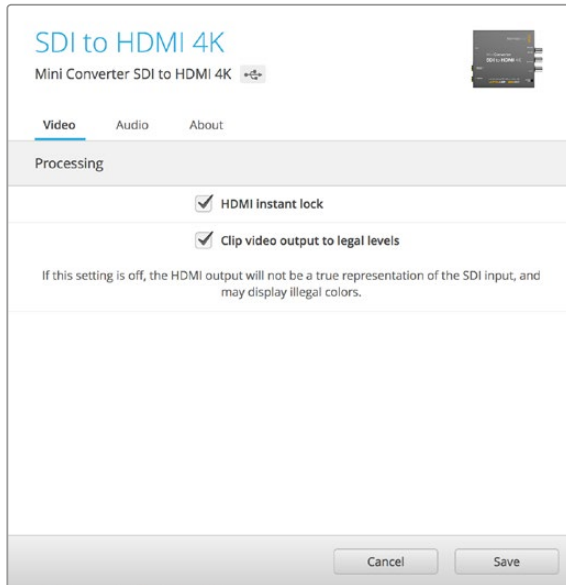 SDI to HDMI 4K
Mini Converter SDI to HDMI 4K
Video Audio About
Processing
HDMI instant lock
Clip video output to legal levels
If this setting is off, the HDMI output will not be a true representation of the SDI input, and
may display illegal colors.
Cancel Save